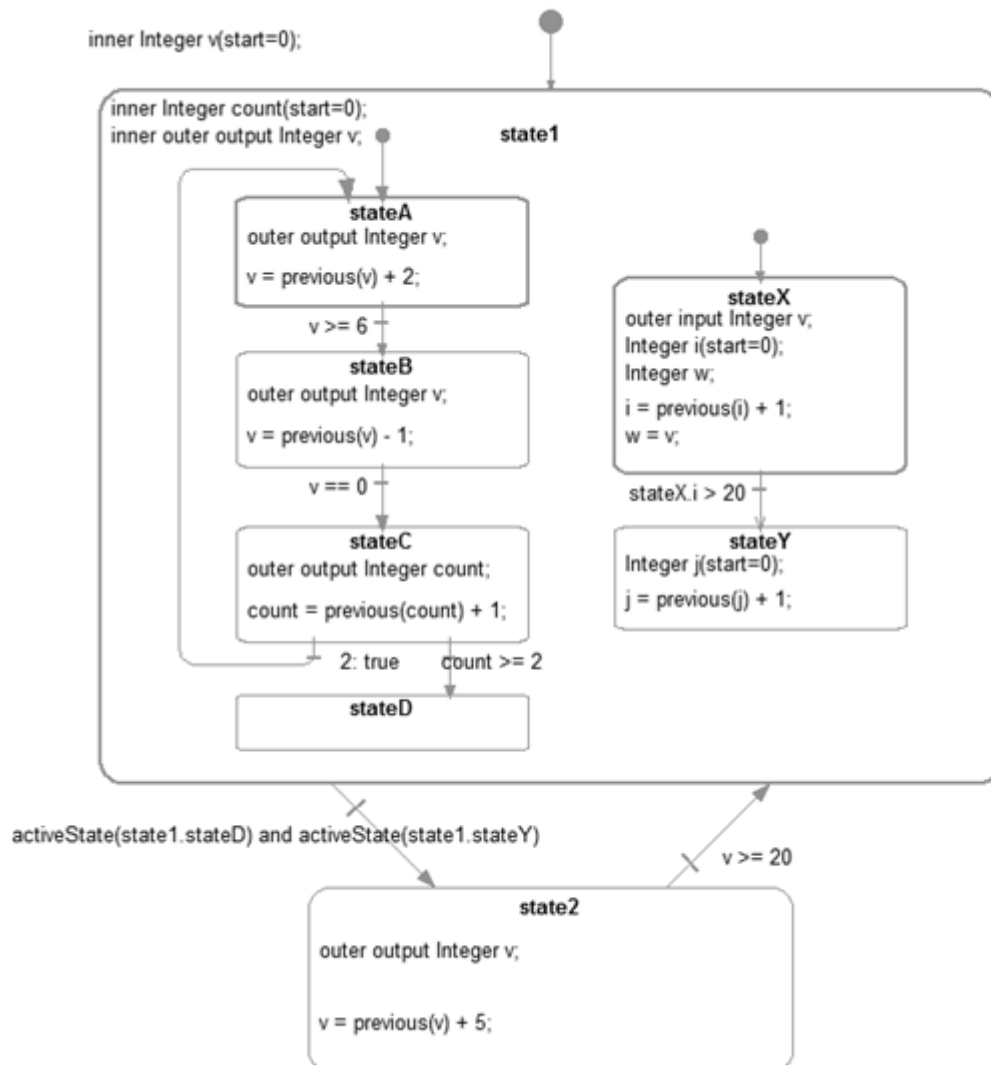 inner Integer v(start=0);
inner Integer count(start=0);
inner outer output Integer v;
state1
stateA
outer output Integer v;
v = previous(v) + 2;
v >= 6
stateB
outer output Integer v;
v = previous(v) - 1;
v == 0
stateC
outer output Integer count;
count = previous(count) + 1;
2: true
count >= 2
stateD
stateX
outer input Integer v;
Integer i(start=0);
Integer w;
i = previous(i) + 1;
w = v;
stateX.i > 20
stateY
Integer j(start=0);
j = previous(j) + 1;
activeState(state1.stateD) and activeState(state1.stateY)
v >= 20
state2
outer output Integer v;
v = previous(v) + 5;